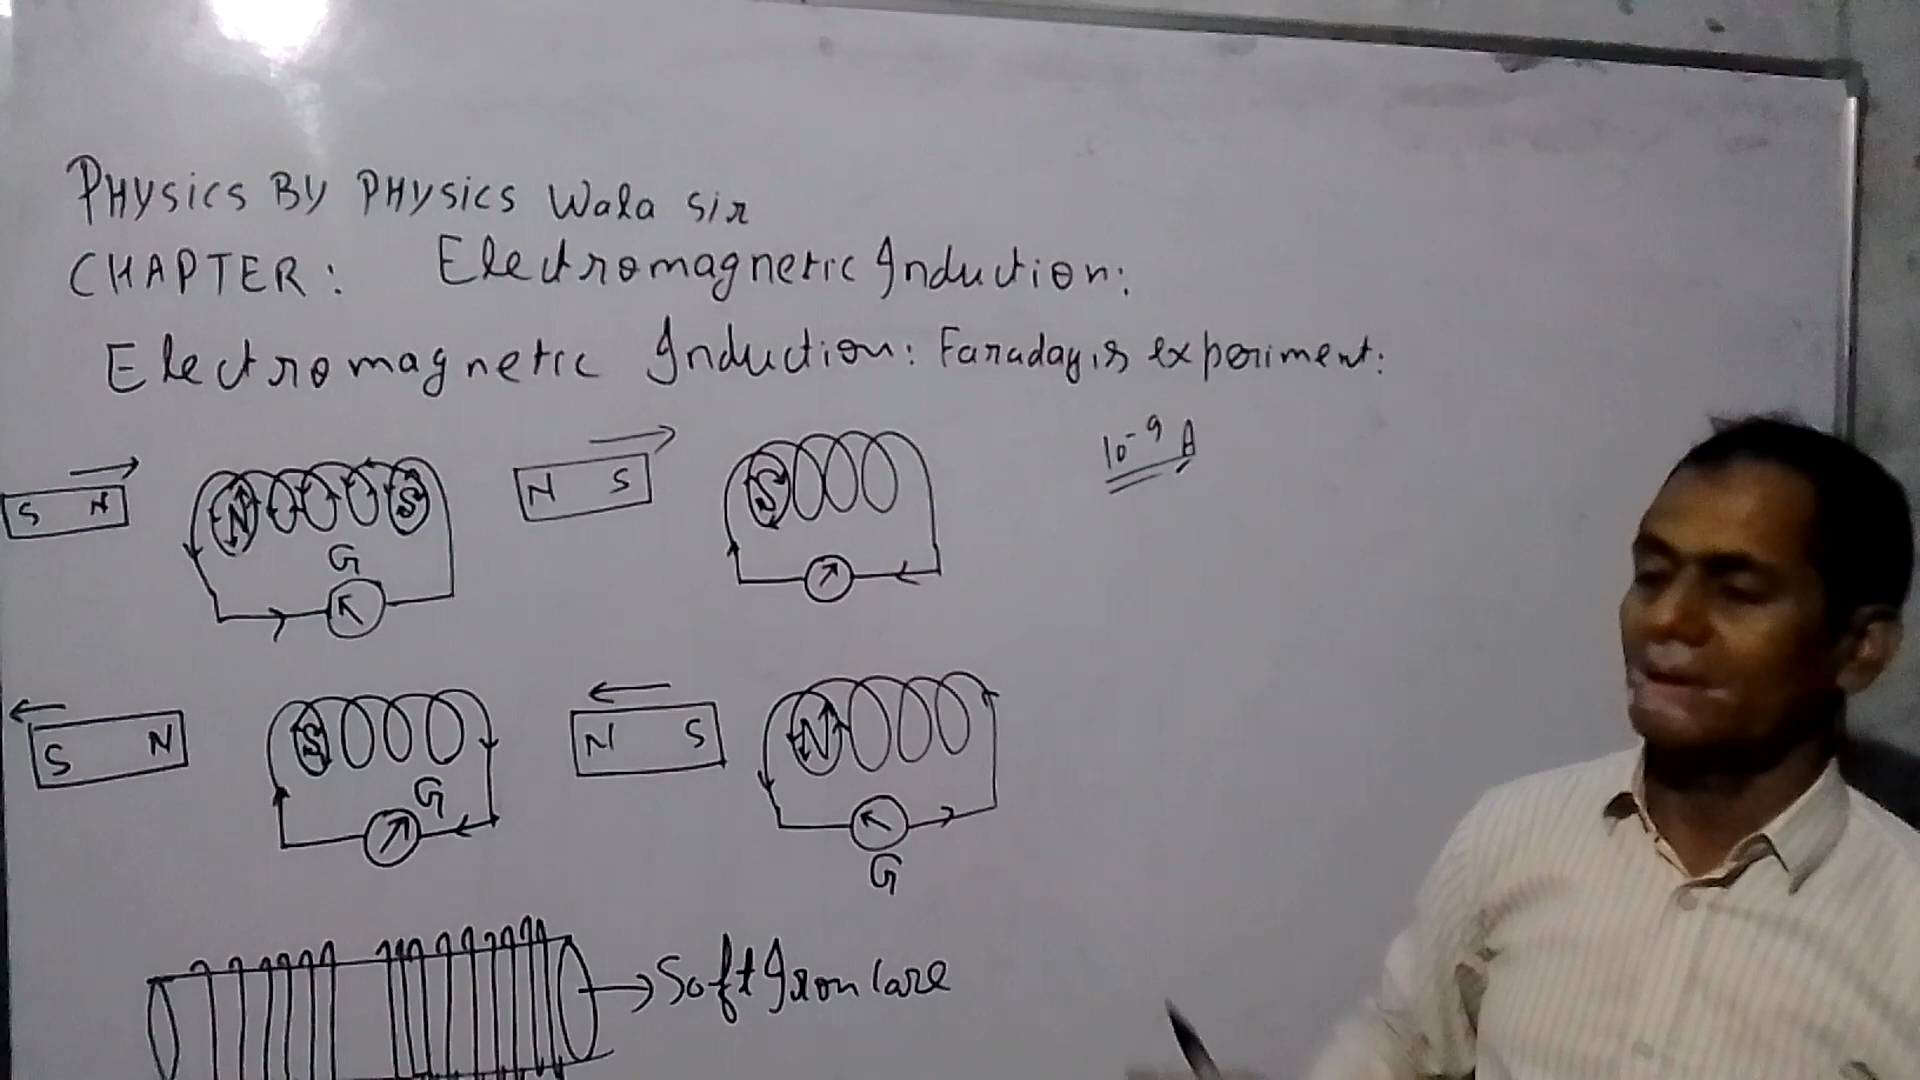 PHYSICS BY PHYSICS Wala Sir
CHAPTER: Electromagnetic Induction:
Electromagnetic Induction: Faraday's experiment:
10⁻⁹ A
S N
N S
G
N S
S
S N
S
G
N S
N
G
Soft Iron Core